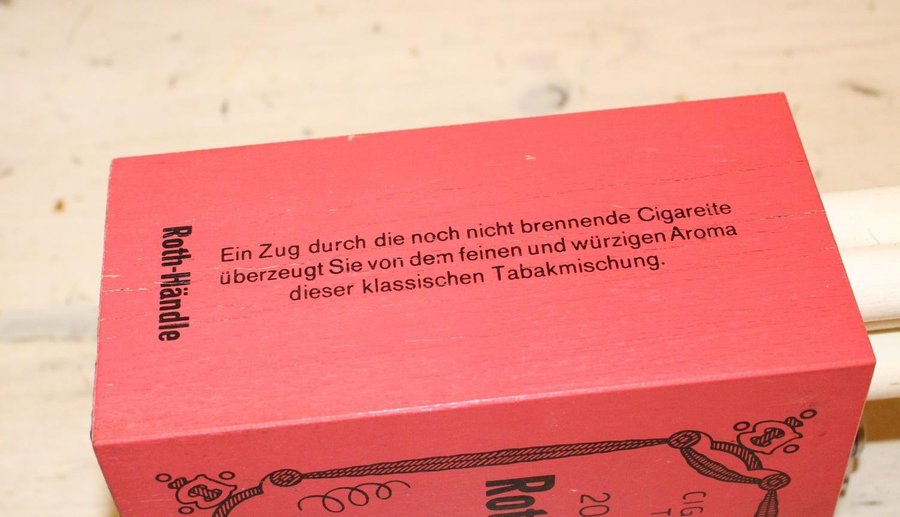 Roth-Händle
Ein Zug durch die noch nicht brennende Cigarette
überzeugt Sie von dem feinen und würzigen Aroma
dieser klassischen Tabakmischung.
20